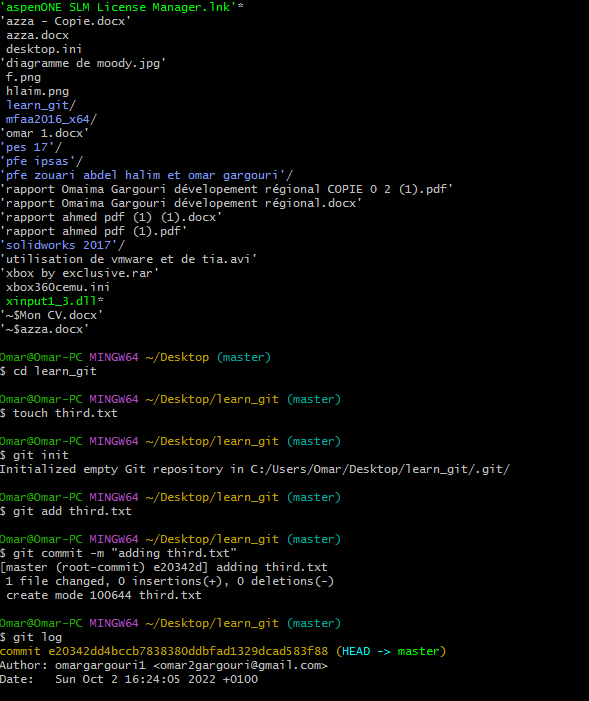 'aspenONE SLM License Manager.lnk'*
'azza - Copie.docx'
azza.docx
desktop.ini
'diagramme de moody.jpg'
f.png
hlaim.png
learn_git/
mfaa2016_x64/
'omar 1.docx'
'pes 17'/
'pfe ipsas'/
'pfe zouari abdel halim et omar gargouri'/
'rapport Omaima Gargouri dévelopement régional COPIE O 2 (1).pdf'
'rapport Omaima Gargouri dévelopement régional.docx'
'rapport ahmed pdf (1) (1).docx'
'rapport ahmed pdf (1).pdf'
'solidworks 2017'/
'utilisation de vmware et de tia.avi'
'xbox by exclusive.rar'
xbox360cemu.ini
xinput1_3.dll*
'~$Mon CV.docx'
'~$azza.docx'
Omar@Omar-PC MINGW64 ~/Desktop (master)
$ cd learn_git
Omar@Omar-PC MINGW64 ~/Desktop/learn_git (master)
$ touch third.txt
Omar@Omar-PC MINGW64 ~/Desktop/learn_git (master)
$ git init
Initialized empty Git repository in C:/Users/Omar/Desktop/learn_git/.git/
Omar@Omar-PC MINGW64 ~/Desktop/learn_git (master)
$ git add third.txt
Omar@Omar-PC MINGW64 ~/Desktop/learn_git (master)
$ git commit -m "adding third.txt"
[master (root-commit) e20342d] adding third.txt
1 file changed, 0 insertions(+), 0 deletions(-)
create mode 100644 third.txt
Omar@Omar-PC MINGW64 ~/Desktop/learn_git (master)
$ git log
commit e20342dd4bccb7838380ddbfad1329dcad583f88 (HEAD -> master)
Author: omargargouri1 <omar2gargouri@gmail.com>
Date:   Sun Oct 2 16:24:05 2022 +0100